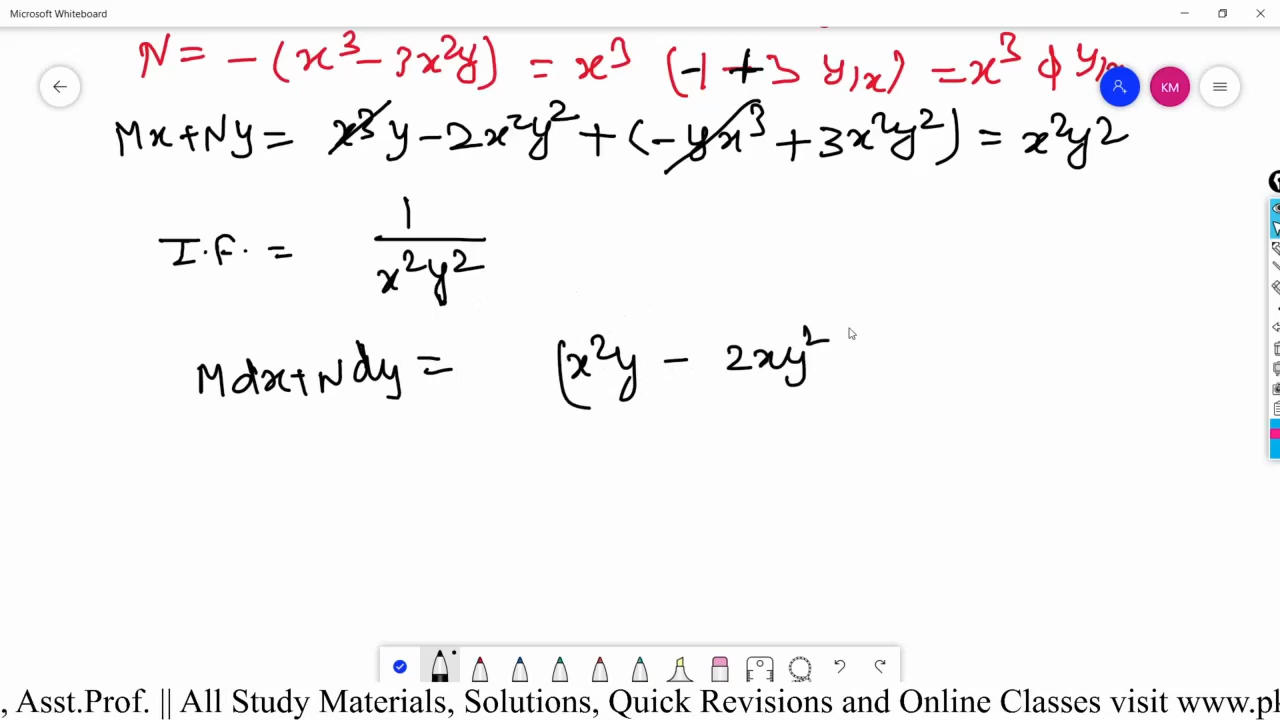 Microsoft Whiteboard
N = - (x³ - 3x²y) = x³ (-1 + 3 y/x) = x³ φ y/x
KM
Mx + Ny = x³y - 2x²y² + (-yx³ + 3x²y²) = x²y²
I.F. = 1/x²y²
Mdx + Ndy = (x²y - 2xy²
, Asst.Prof. || All Study Materials, Solutions, Quick Revisions and Online Classes visit www.pl